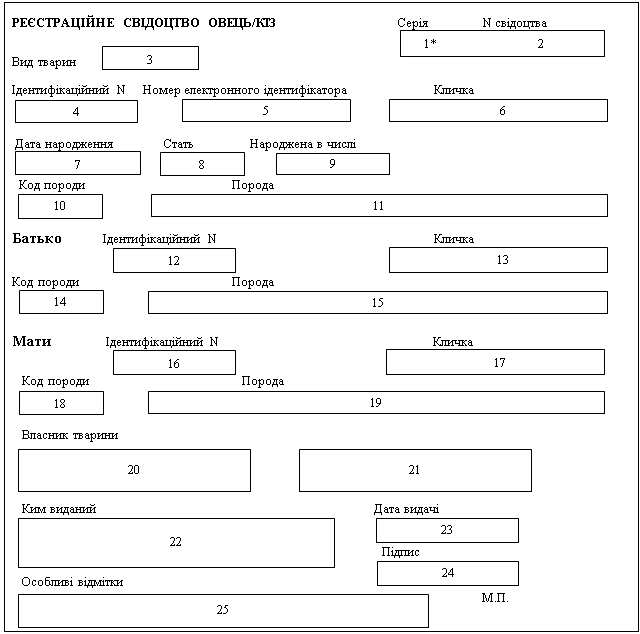 РЕЄСТРАЦІЙНЕ СВІДОЦТВО ОВЕЦЬ/КІЗ
Серія N свідоцтва
1* 2
Вид тварин 3
Ідентифікаційний N Номер електронного ідентифікатора Кличка
4 5 6
Дата народження Стать Народжена в числі
7 8 9
Код породи Порода
10 11
Батько Ідентифікаційний N Кличка
12 13
Код породи Порода
14 15
Мати Ідентифікаційний N Кличка
16 17
Код породи Порода
18 19
Власник тварини
20 21
Ким виданий Дата видачі
22 23
Підпис
24
Особливі відмітки
М.П.
25